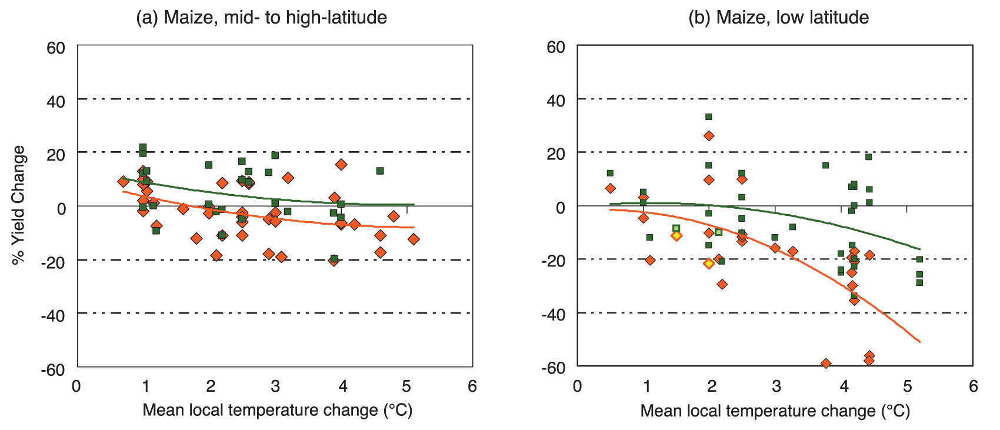 (a) Maize, mid- to high-latitude
60
40
20
0
-20
-40
-60
% Yield Change
0 1 2 3 4 5 6
Mean local temperature change (°C)
(b) Maize, low latitude
60
40
20
0
-20
-40
-60
0 1 2 3 4 5 6
Mean local temperature change (°C)